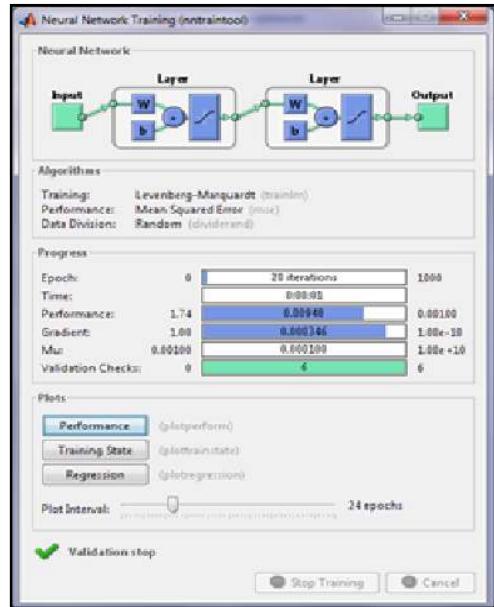 Neural Network Training (nntraintool)
Neural Network
Layer Layer
Input Output
W W
b b
Algorithms
Training: Levenberg-Marquardt (trainlm)
Performance: Mean Squared Error (mse)
Data Division: Random (dividerand)
Progress
Epoch: 0 20 iterations 1000
Time: 0:00:01
Performance: 1.74 0.00940 0.00100
Gradient: 1.00 0.000346 1.00e-10
Mu: 0.00100 0.000100 1.00e+10
Validation Checks: 0 6 6
Plots
Performance (plotperform)
Training State (plottrainstate)
Regression (plotregression)
Plot Interval: 24 epochs
Validation stop
Stop Training Cancel